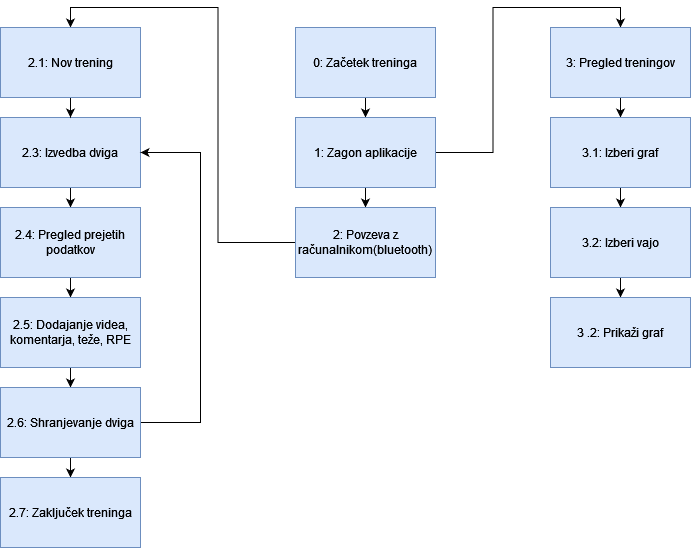 2.1: Nov trening
0: Začetek treninga
3: Pregled treningov
2.3: Izvedba dviga
1: Zagon aplikacije
3.1: Izberi graf
2.4: Pregled prejetih
podatkov
2: Povzeva z
računalnikom(bluetooth)
3.2: Izberi vajo
2.5: Dodajanje videa,
komentarja, teže, RPE
3 .2: Prikaži graf
2.6: Shranjevanje dviga
2.7: Zaključek treninga